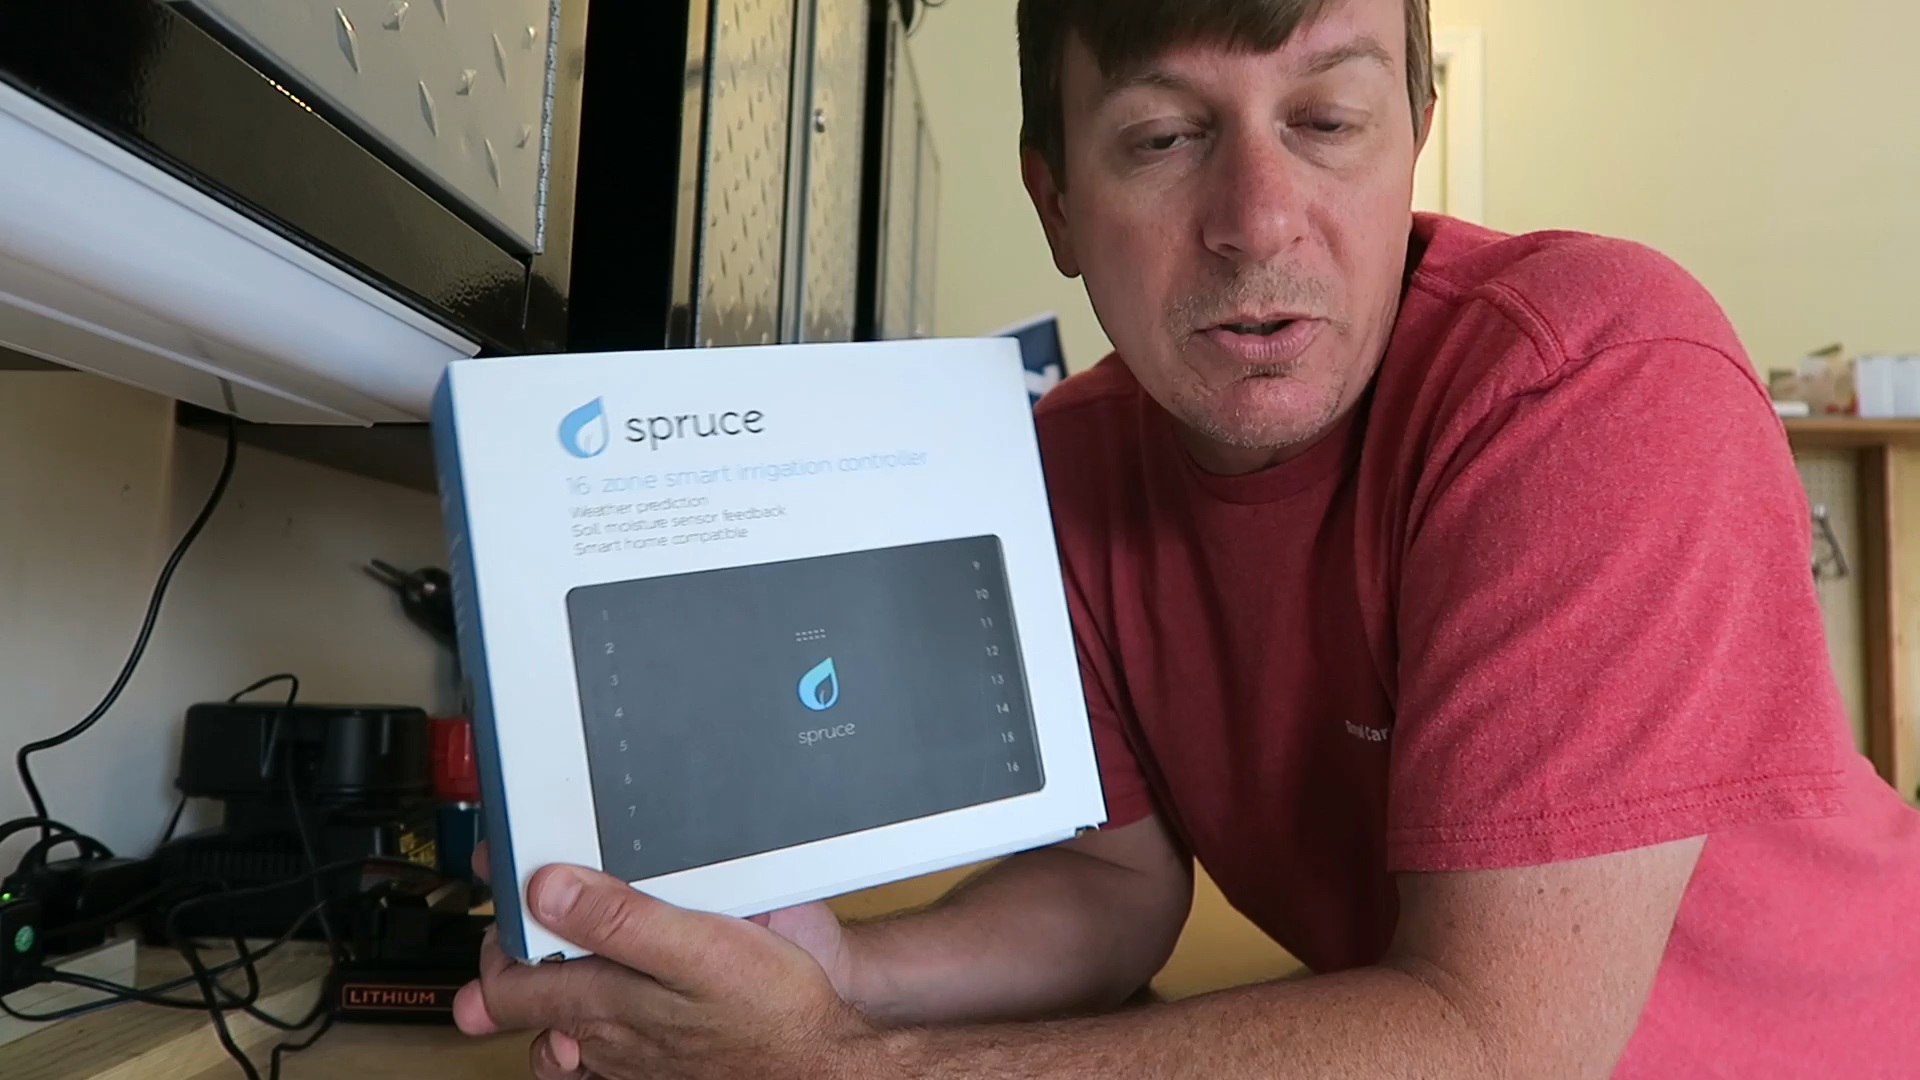 spruce
16 zone smart irrigation controller
Weather prediction
Soil moisture sensor feedback
Smart home compatible
1
2
3
4
5
6
7
8
spruce
9
10
11
12
13
14
15
16
LITHIUM